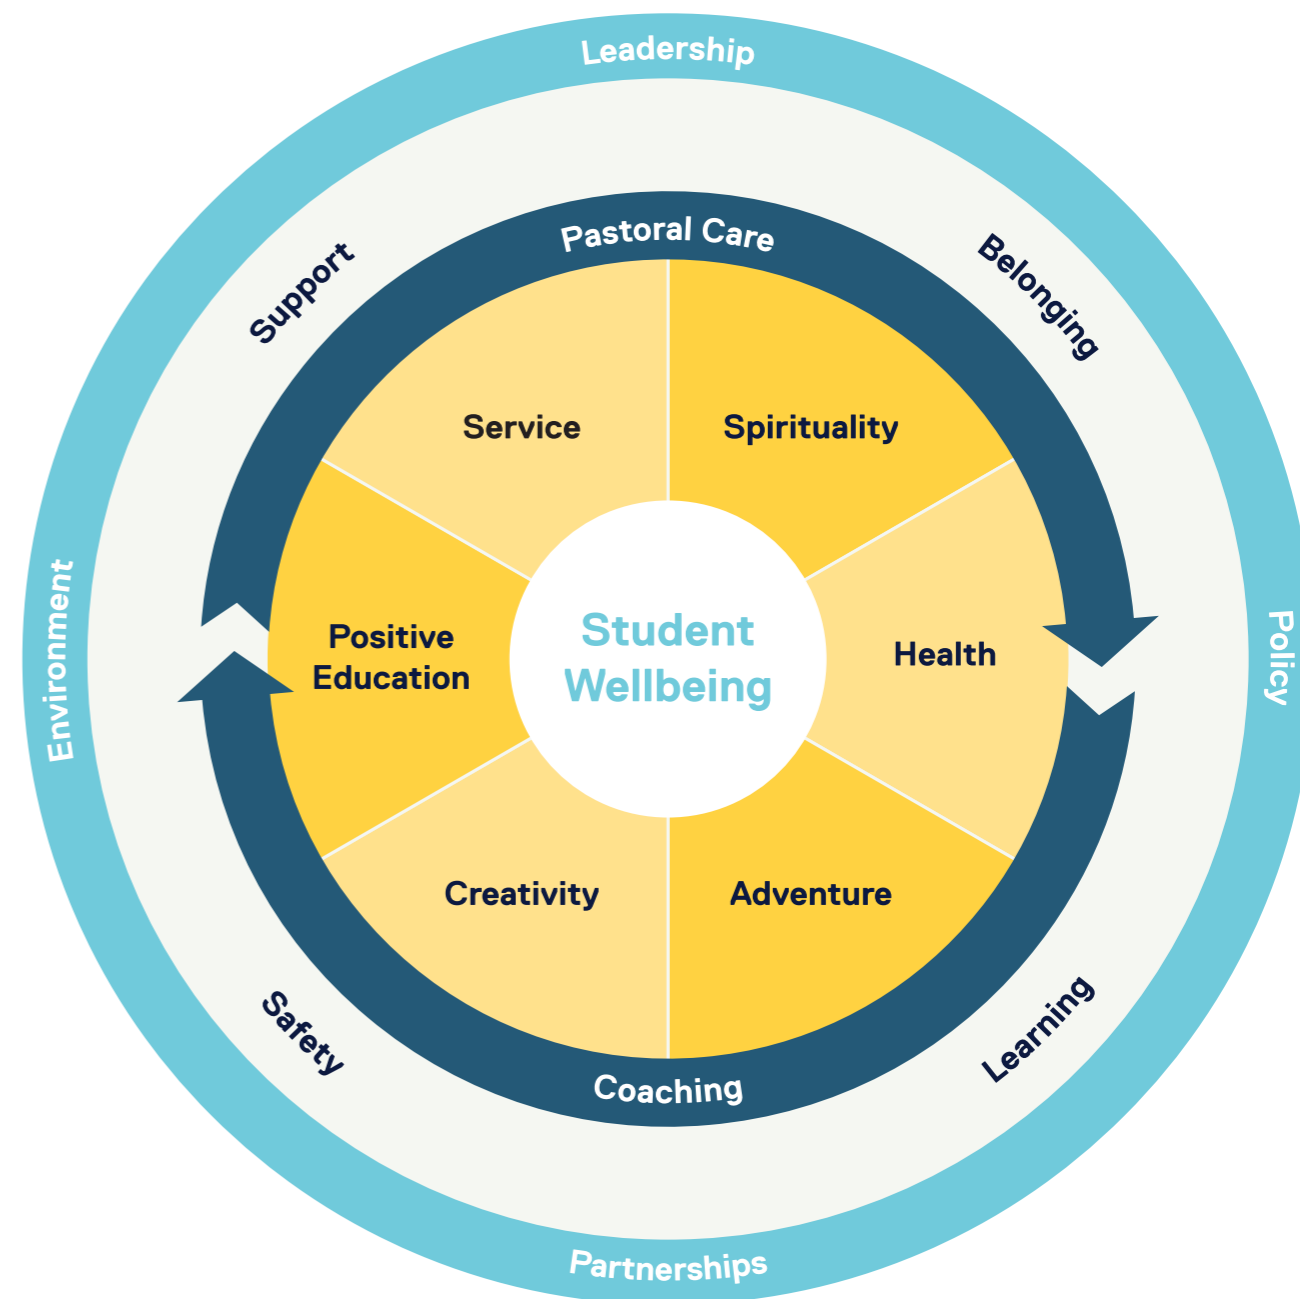 Leadership
Support
Belonging
Pastoral Care
Service
Spirituality
Environment
Positive
Education
Student
Wellbeing
Health
Policy
Creativity
Adventure
Safety
Learning
Coaching
Partnerships